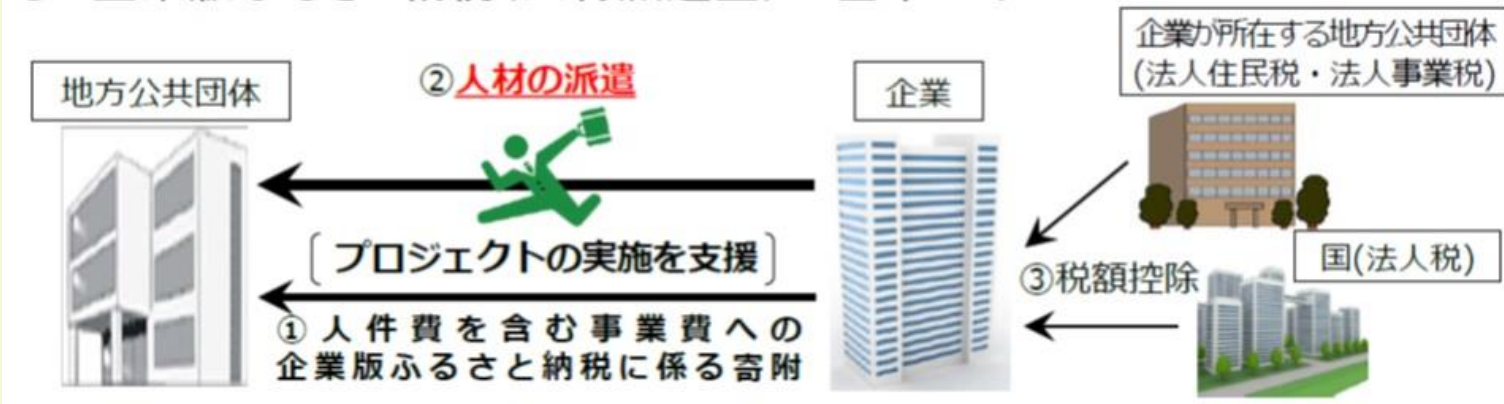 地方公共団体
②人材の派遣
企業
企業が所在する地方公共団体
(法人住民税・法人事業税)
プロジェクトの実施を支援
①人件費を含む事業費への
企業版ふるさと納税に係る寄附
③税額控除
国(法人税)